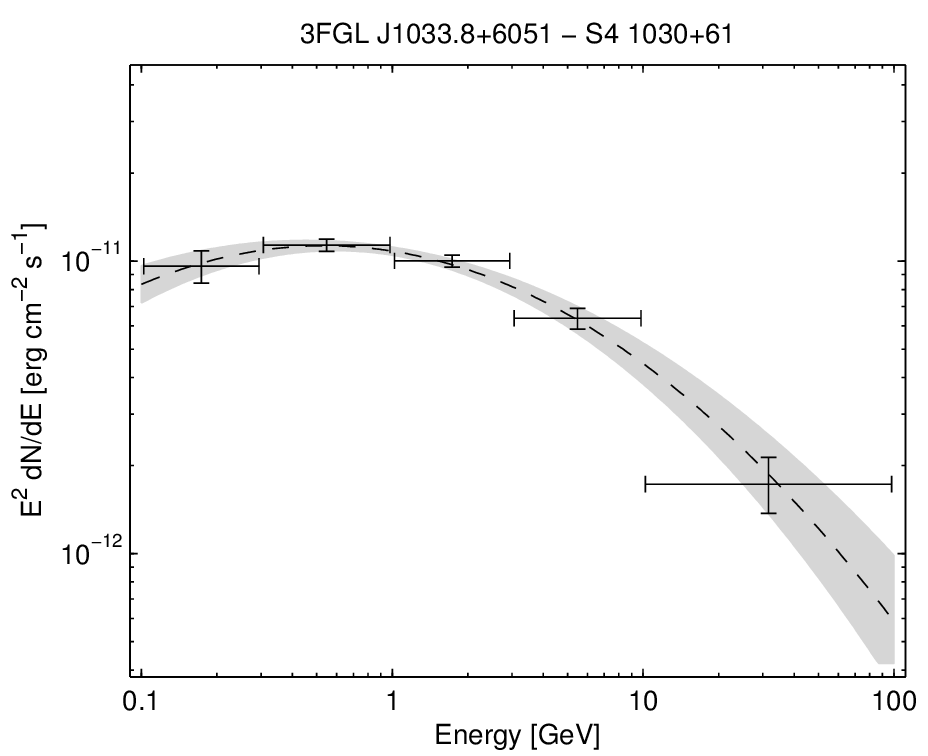 3FGL J1033.8+6051 − S4 1030+61
E² dN/dE [erg cm⁻² s⁻¹]
10⁻¹¹
10⁻¹²
0.1 1 10 100
Energy [GeV]